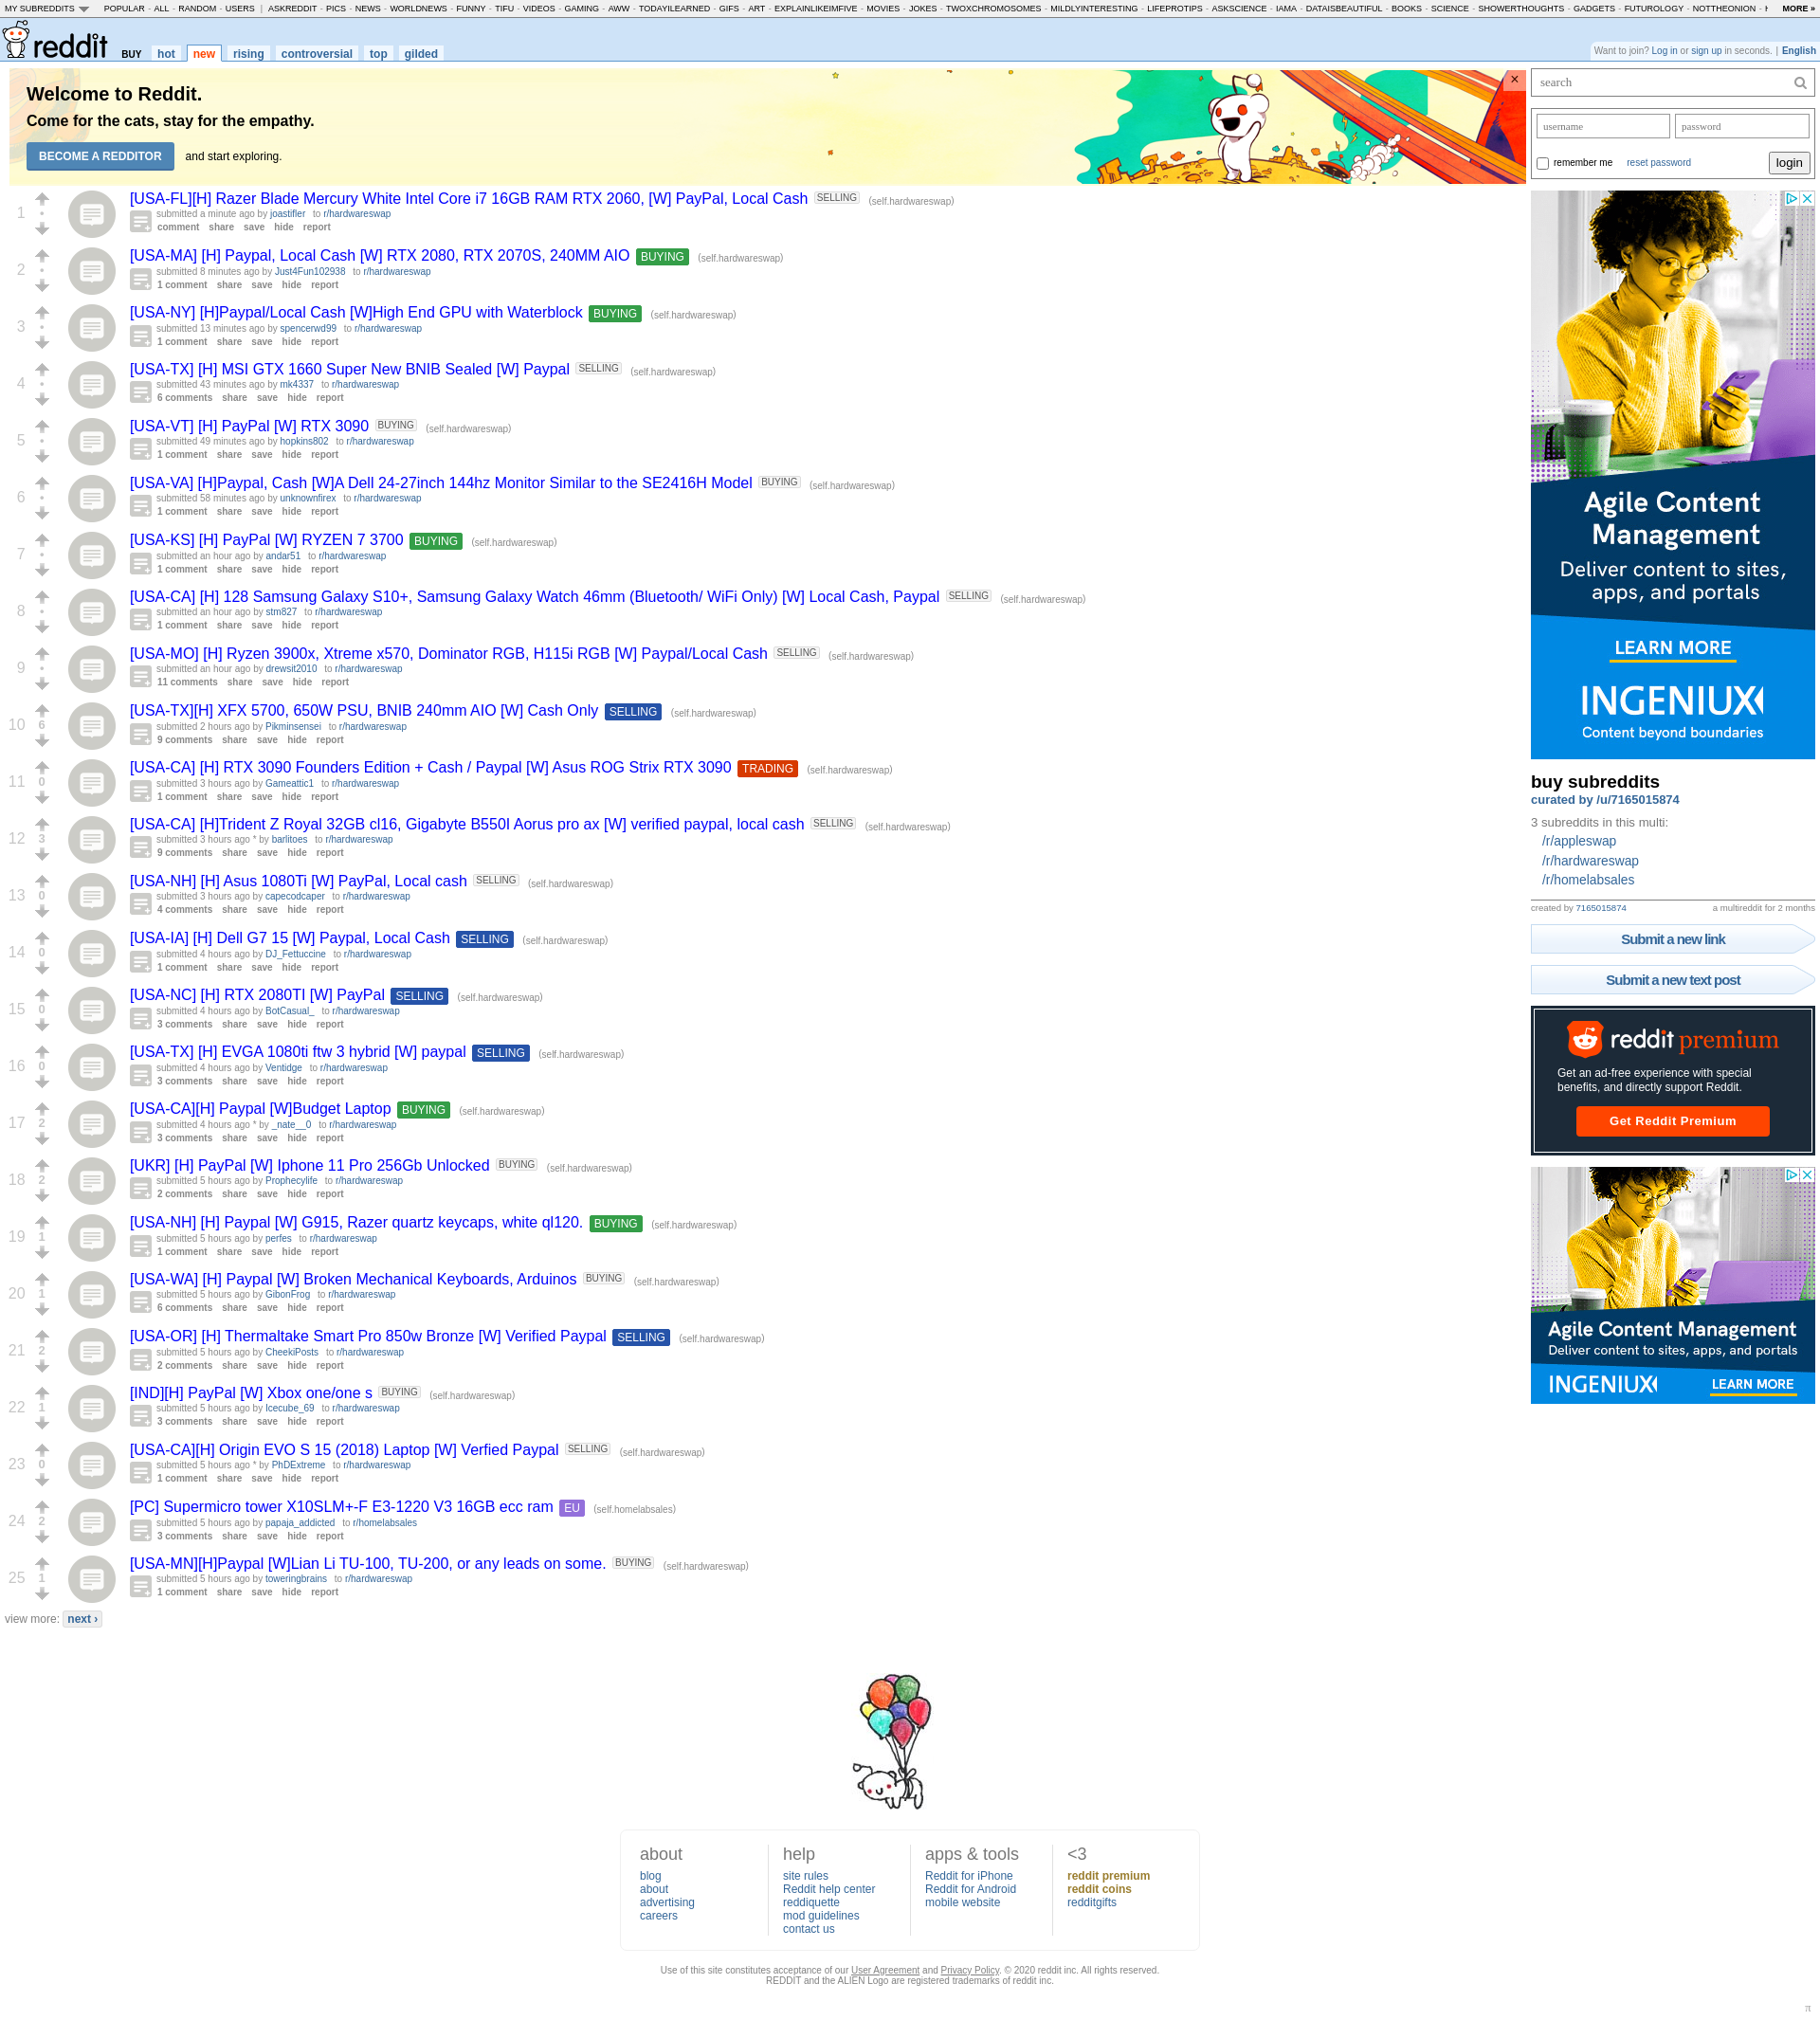 MY SUBREDDITS POPULAR - ALL - RANDOM - USERS | ASKREDDIT - PICS - NEWS - WORLDNEWS - FUNNY - TIFU - VIDEOS - GAMING - AWW - TODAYILEARNED - GIFS - ART - EXPLAINLIKEIMFIVE - MOVIES - JOKES - TWOXCHROMOSOMES - MILDLYINTERESTING - LIFEPROTIPS - ASKSCIENCE - IAMA - DATAISBEAUTIFUL - BOOKS - SCIENCE - SHOWERTHOUGHTS - GADGETS - FUTUROLOGY - NOTTHEONION - MORE »
reddit BUY hot new rising controversial top gilded
Want to join? Log in or sign up in seconds. | English
Welcome to Reddit.
Come for the cats, stay for the empathy.
BECOME A REDDITOR and start exploring.
×
1 [USA-FL][H] Razer Blade Mercury White Intel Core i7 16GB RAM RTX 2060, [W] PayPal, Local Cash SELLING (self.hardwareswap)
submitted a minute ago by joastifler to r/hardwareswap
comment share save hide report
2 [USA-MA] [H] Paypal, Local Cash [W] RTX 2080, RTX 2070S, 240MM AIO BUYING (self.hardwareswap)
submitted 8 minutes ago by Just4Fun102938 to r/hardwareswap
1 comment share save hide report
3 [USA-NY] [H]Paypal/Local Cash [W]High End GPU with Waterblock BUYING (self.hardwareswap)
submitted 13 minutes ago by spencerwd99 to r/hardwareswap
1 comment share save hide report
4 [USA-TX] [H] MSI GTX 1660 Super New BNIB Sealed [W] Paypal SELLING (self.hardwareswap)
submitted 43 minutes ago by mk4337 to r/hardwareswap
6 comments share save hide report
5 [USA-VT] [H] PayPal [W] RTX 3090 BUYING (self.hardwareswap)
submitted 49 minutes ago by hopkins802 to r/hardwareswap
1 comment share save hide report
6 [USA-VA] [H]Paypal, Cash [W]A Dell 24-27inch 144hz Monitor Similar to the SE2416H Model BUYING (self.hardwareswap)
submitted 58 minutes ago by unknownfirex to r/hardwareswap
1 comment share save hide report
7 [USA-KS] [H] PayPal [W] RYZEN 7 3700 BUYING (self.hardwareswap)
submitted an hour ago by andar51 to r/hardwareswap
1 comment share save hide report
8 [USA-CA] [H] 128 Samsung Galaxy S10+, Samsung Galaxy Watch 46mm (Bluetooth/ WiFi Only) [W] Local Cash, Paypal SELLING (self.hardwareswap)
submitted an hour ago by stm827 to r/hardwareswap
1 comment share save hide report
9 [USA-MO] [H] Ryzen 3900x, Xtreme x570, Dominator RGB, H115i RGB [W] Paypal/Local Cash SELLING (self.hardwareswap)
submitted an hour ago by drewsit2010 to r/hardwareswap
11 comments share save hide report
10 6 [USA-TX][H] XFX 5700, 650W PSU, BNIB 240mm AIO [W] Cash Only SELLING (self.hardwareswap)
submitted 2 hours ago by Pikminsensei to r/hardwareswap
9 comments share save hide report
11 0 [USA-CA] [H] RTX 3090 Founders Edition + Cash / Paypal [W] Asus ROG Strix RTX 3090 TRADING (self.hardwareswap)
submitted 3 hours ago by Gameattic1 to r/hardwareswap
1 comment share save hide report
12 3 [USA-CA] [H]Trident Z Royal 32GB cl16, Gigabyte B550I Aorus pro ax [W] verified paypal, local cash SELLING (self.hardwareswap)
submitted 3 hours ago * by barlitoes to r/hardwareswap
9 comments share save hide report
13 0 [USA-NH] [H] Asus 1080Ti [W] PayPal, Local cash SELLING (self.hardwareswap)
submitted 3 hours ago by capecodcaper to r/hardwareswap
4 comments share save hide report
14 0 [USA-IA] [H] Dell G7 15 [W] Paypal, Local Cash SELLING (self.hardwareswap)
submitted 4 hours ago by DJ_Fettuccine to r/hardwareswap
1 comment share save hide report
15 0 [USA-NC] [H] RTX 2080TI [W] PayPal SELLING (self.hardwareswap)
submitted 4 hours ago by BotCasual_ to r/hardwareswap
3 comments share save hide report
16 0 [USA-TX] [H] EVGA 1080ti ftw 3 hybrid [W] paypal SELLING (self.hardwareswap)
submitted 4 hours ago by Ventidge to r/hardwareswap
3 comments share save hide report
17 2 [USA-CA][H] Paypal [W]Budget Laptop BUYING (self.hardwareswap)
submitted 4 hours ago * by _nate__0 to r/hardwareswap
3 comments share save hide report
18 2 [UKR] [H] PayPal [W] Iphone 11 Pro 256Gb Unlocked BUYING (self.hardwareswap)
submitted 5 hours ago by Prophecylife to r/hardwareswap
2 comments share save hide report
19 1 [USA-NH] [H] Paypal [W] G915, Razer quartz keycaps, white ql120. BUYING (self.hardwareswap)
submitted 5 hours ago by perfes to r/hardwareswap
1 comment share save hide report
20 1 [USA-WA] [H] Paypal [W] Broken Mechanical Keyboards, Arduinos BUYING (self.hardwareswap)
submitted 5 hours ago by GibonFrog to r/hardwareswap
6 comments share save hide report
21 2 [USA-OR] [H] Thermaltake Smart Pro 850w Bronze [W] Verified Paypal SELLING (self.hardwareswap)
submitted 5 hours ago by CheekiPosts to r/hardwareswap
2 comments share save hide report
22 1 [IND][H] PayPal [W] Xbox one/one s BUYING (self.hardwareswap)
submitted 5 hours ago by Icecube_69 to r/hardwareswap
3 comments share save hide report
23 0 [USA-CA][H] Origin EVO S 15 (2018) Laptop [W] Verfied Paypal SELLING (self.hardwareswap)
submitted 5 hours ago * by PhDExtreme to r/hardwareswap
1 comment share save hide report
24 2 [PC] Supermicro tower X10SLM+-F E3-1220 V3 16GB ecc ram EU (self.homelabsales)
submitted 5 hours ago by papaja_addicted to r/homelabsales
3 comments share save hide report
25 1 [USA-MN][H]Paypal [W]Lian Li TU-100, TU-200, or any leads on some. BUYING (self.hardwareswap)
submitted 5 hours ago by toweringbrains to r/hardwareswap
1 comment share save hide report
view more: next ›
search
username password
remember me reset password login
Agile Content
Management
Deliver content to sites,
apps, and portals
LEARN MORE
INGENIUX
Content beyond boundaries
buy subreddits
curated by /u/7165015874
3 subreddits in this multi:
/r/appleswap
/r/hardwareswap
/r/homelabsales
created by 7165015874 a multireddit for 2 months
Submit a new link
Submit a new text post
reddit premium
Get an ad-free experience with special
benefits, and directly support Reddit.
Get Reddit Premium
Agile Content Management
Deliver content to sites, apps, and portals
INGENIUX LEARN MORE
about
blog
about
advertising
careers
help
site rules
Reddit help center
reddiquette
mod guidelines
contact us
apps & tools
Reddit for iPhone
Reddit for Android
mobile website
<3
reddit premium
reddit coins
redditgifts
Use of this site constitutes acceptance of our User Agreement and Privacy Policy. © 2020 reddit inc. All rights reserved.
REDDIT and the ALIEN Logo are registered trademarks of reddit inc.
π